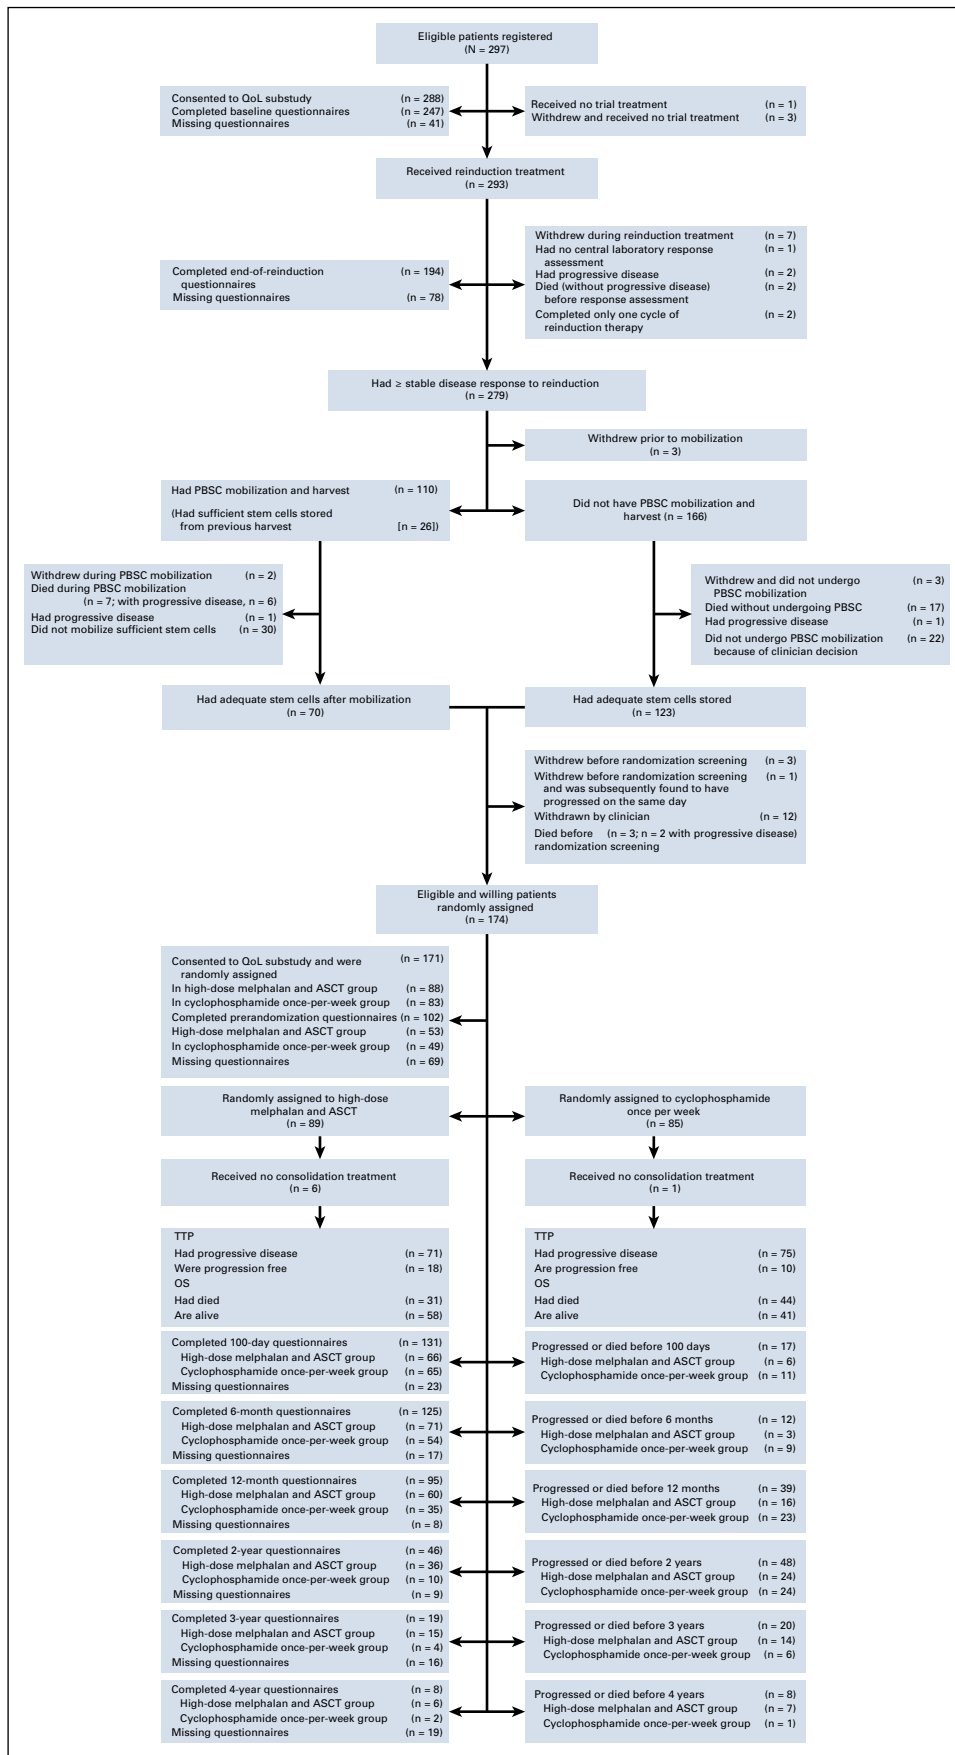 Eligible patients registered
(N = 297)
Consented to QoL substudy (n = 288)
Completed baseline questionnaires (n = 247)
Missing questionnaires (n = 41)
Received no trial treatment (n = 1)
Withdrew and received no trial treatment (n = 3)
Received reinduction treatment
(n = 293)
Completed end-of-reinduction (n = 194)
questionnaires
Missing questionnaires (n = 78)
Withdrew during reinduction treatment (n = 7)
Had no central laboratory response (n = 1)
assessment
Had progressive disease (n = 2)
Died (without progressive disease) (n = 2)
before response assessment
Completed only one cycle of (n = 2)
reinduction therapy
Had ≥ stable disease response to reinduction
(n = 279)
Withdrew prior to mobilization
(n = 3)
Had PBSC mobilization and harvest (n = 110)
(Had sufficient stem cells stored
from previous harvest [n = 26])
Did not have PBSC mobilization and
harvest (n = 166)
Withdrew during PBSC mobilization (n = 2)
Died during PBSC mobilization
(n = 7; with progressive disease, n = 6)
Had progressive disease (n = 1)
Did not mobilize sufficient stem cells (n = 30)
Withdrew and did not undergo (n = 3)
PBSC mobilization
Died without undergoing PBSC (n = 17)
Had progressive disease (n = 1)
Did not undergo PBSC mobilization (n = 22)
because of clinician decision
Had adequate stem cells after mobilization
(n = 70)
Had adequate stem cells stored
(n = 123)
Withdrew before randomization screening (n = 3)
Withdrew before randomization screening (n = 1)
and was subsequently found to have
progressed on the same day
Withdrawn by clinician (n = 12)
Died before (n = 3; n = 2 with progressive disease)
randomization screening
Eligible and willing patients
randomly assigned
(n = 174)
Consented to QoL substudy and were (n = 171)
randomly assigned
In high-dose melphalan and ASCT group (n = 88)
In cyclophosphamide once-per-week group (n = 83)
Completed prerandomization questionnaires (n = 102)
High-dose melphalan and ASCT group (n = 53)
In cyclophosphamide once-per-week group (n = 49)
Missing questionnaires (n = 69)
Randomly assigned to high-dose
melphalan and ASCT
(n = 89)
Randomly assigned to cyclophosphamide
once per week
(n = 85)
Received no consolidation treatment
(n = 6)
Received no consolidation treatment
(n = 1)
TTP
Had progressive disease (n = 71)
Were progression free (n = 18)
OS
Had died (n = 31)
Are alive (n = 58)
TTP
Had progressive disease (n = 75)
Are progression free (n = 10)
OS
Had died (n = 44)
Are alive (n = 41)
Completed 100-day questionnaires (n = 131)
High-dose melphalan and ASCT group (n = 66)
Cyclophosphamide once-per-week group (n = 65)
Missing questionnaires (n = 23)
Progressed or died before 100 days (n = 17)
High-dose melphalan and ASCT group (n = 6)
Cyclophosphamide once-per-week group (n = 11)
Completed 6-month questionnaires (n = 125)
High-dose melphalan and ASCT group (n = 71)
Cyclophosphamide once-per-week group (n = 54)
Missing questionnaires (n = 17)
Progressed or died before 6 months (n = 12)
High-dose melphalan and ASCT group (n = 3)
Cyclophosphamide once-per-week group (n = 9)
Completed 12-month questionnaires (n = 95)
High-dose melphalan and ASCT group (n = 60)
Cyclophosphamide once-per-week group (n = 35)
Missing questionnaires (n = 8)
Progressed or died before 12 months (n = 39)
High-dose melphalan and ASCT group (n = 16)
Cyclophosphamide once-per-week group (n = 23)
Completed 2-year questionnaires (n = 46)
High-dose melphalan and ASCT group (n = 36)
Cyclophosphamide once-per-week group (n = 10)
Missing questionnaires (n = 9)
Progressed or died before 2 years (n = 48)
High-dose melphalan and ASCT group (n = 24)
Cyclophosphamide once-per-week group (n = 24)
Completed 3-year questionnaires (n = 19)
High-dose melphalan and ASCT group (n = 15)
Cyclophosphamide once-per-week group (n = 4)
Missing questionnaires (n = 16)
Progressed or died before 3 years (n = 20)
High-dose melphalan and ASCT group (n = 14)
Cyclophosphamide once-per-week group (n = 6)
Completed 4-year questionnaires (n = 8)
High-dose melphalan and ASCT group (n = 6)
Cyclophosphamide once-per-week group (n = 2)
Missing questionnaires (n = 19)
Progressed or died before 4 years (n = 8)
High-dose melphalan and ASCT group (n = 7)
Cyclophosphamide once-per-week group (n = 1)